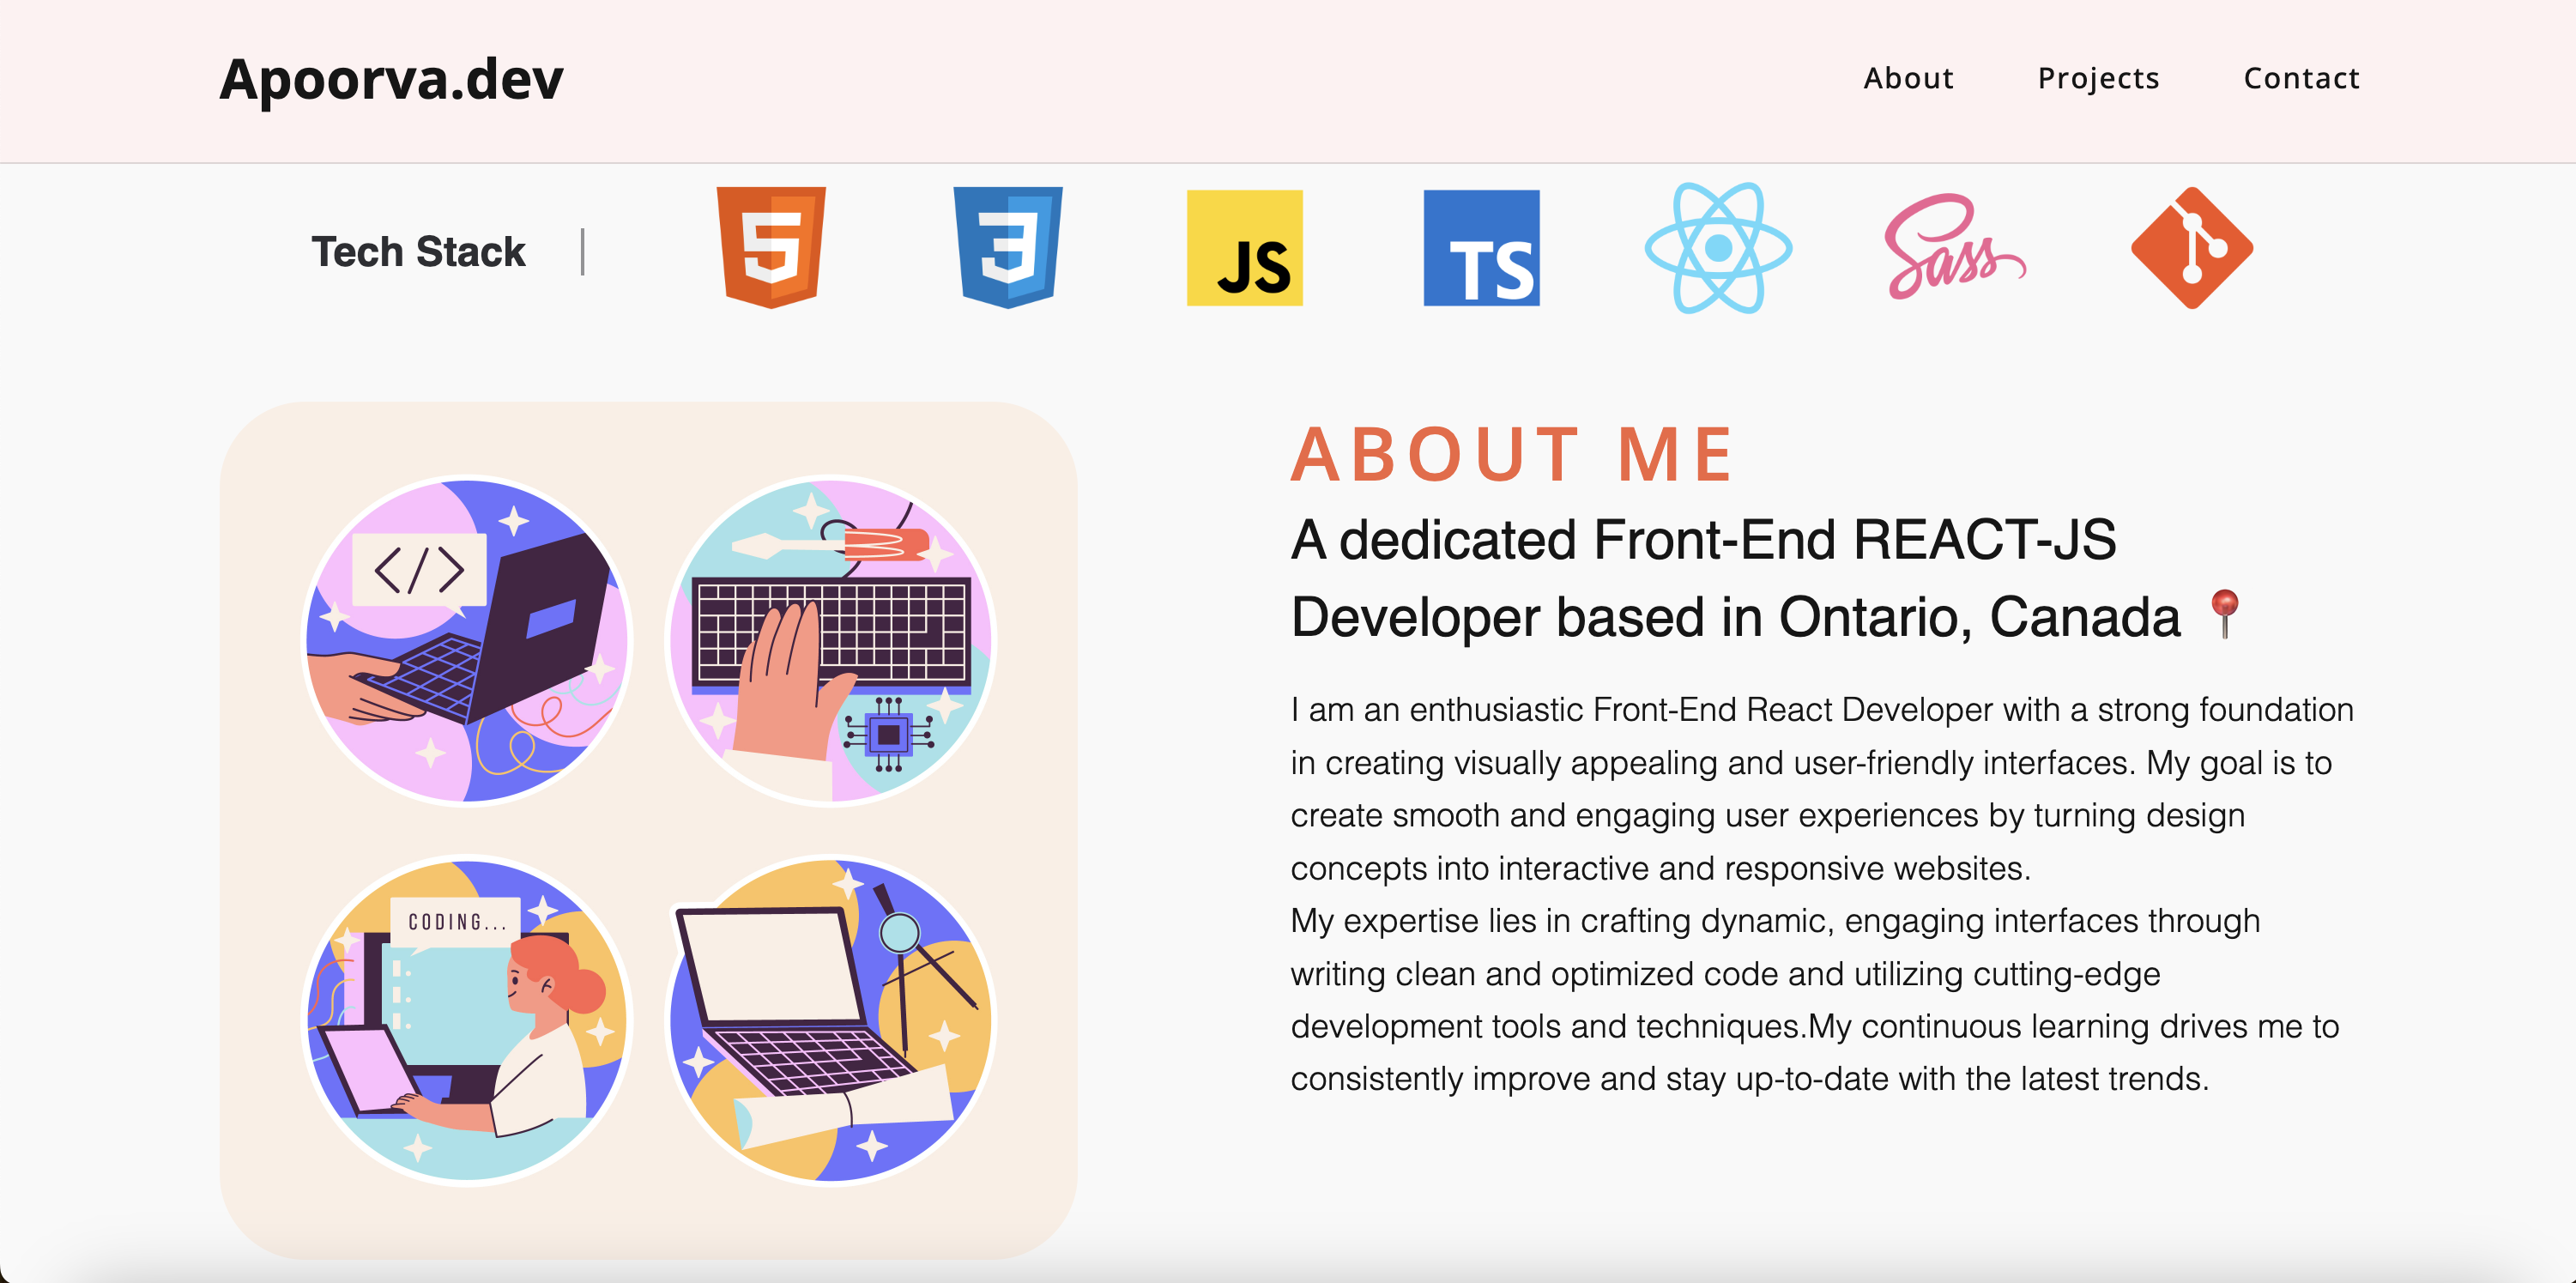 Apoorva.dev
About Projects Contact
Tech Stack
5 3 JS TS Sass
ABOUT ME
A dedicated Front-End REACT-JS
Developer based in Ontario, Canada 📍
I am an enthusiastic Front-End React Developer with a strong foundation
in creating visually appealing and user-friendly interfaces. My goal is to
create smooth and engaging user experiences by turning design
concepts into interactive and responsive websites.
My expertise lies in crafting dynamic, engaging interfaces through
writing clean and optimized code and utilizing cutting-edge
development tools and techniques.My continuous learning drives me to
consistently improve and stay up-to-date with the latest trends.
</>
CODING...